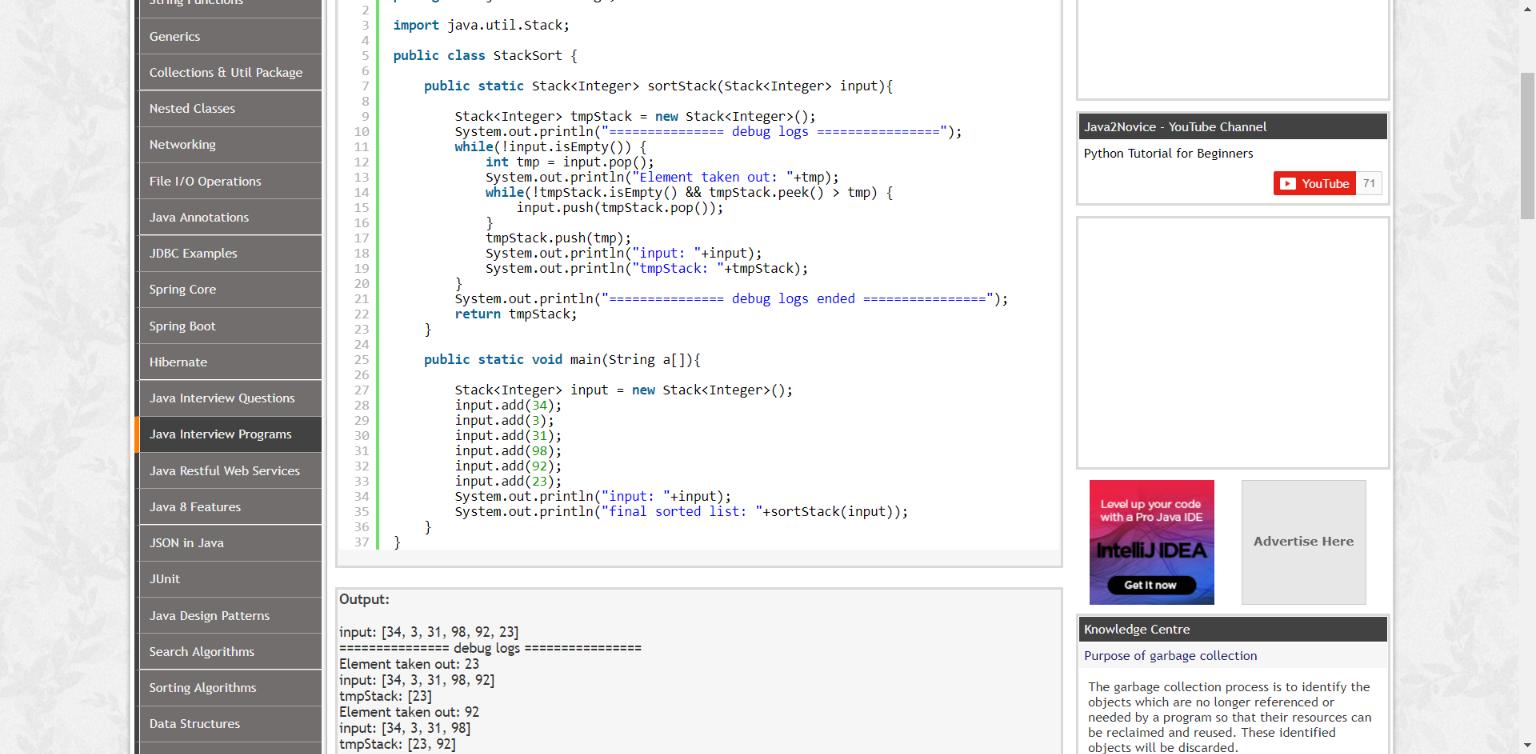 String Functions
Generics
Collections & Util Package
Nested Classes
Networking
File I/O Operations
Java Annotations
JDBC Examples
Spring Core
Spring Boot
Hibernate
Java Interview Questions
Java Interview Programs
Java Restful Web Services
Java 8 Features
JSON in Java
JUnit
Java Design Patterns
Search Algorithms
Sorting Algorithms
Data Structures
2
3 import java.util.Stack;
4
5 public class StackSort {
6
7 public static Stack<Integer> sortStack(Stack<Integer> input){
8
9 Stack<Integer> tmpStack = new Stack<Integer>();
10 System.out.println("=============== debug logs ================");
11 while(!input.isEmpty()) {
12 int tmp = input.pop();
13 System.out.println("Element taken out: "+tmp);
14 while(!tmpStack.isEmpty() && tmpStack.peek() > tmp) {
15 input.push(tmpStack.pop());
16 }
17 tmpStack.push(tmp);
18 System.out.println("input: "+input);
19 System.out.println("tmpStack: "+tmpStack);
20 }
21 System.out.println("=============== debug logs ended ================");
22 return tmpStack;
23 }
24
25 public static void main(String a[]){
26
27 Stack<Integer> input = new Stack<Integer>();
28 input.add(34);
29 input.add(3);
30 input.add(31);
31 input.add(98);
32 input.add(92);
33 input.add(23);
34 System.out.println("input: "+input);
35 System.out.println("final sorted list: "+sortStack(input));
36 }
37 }
Output:
input: [34, 3, 31, 98, 92, 23]
=============== debug logs ================
Element taken out: 23
input: [34, 3, 31, 98, 92]
tmpStack: [23]
Element taken out: 92
input: [34, 3, 31, 98]
tmpStack: [23, 92]
Java2Novice - YouTube Channel
Python Tutorial for Beginners
YouTube 71
Level up your code
with a Pro Java IDE
IntelliJ IDEA
Get it now
Advertise Here
Knowledge Centre
Purpose of garbage collection
The garbage collection process is to identify the
objects which are no longer referenced or
needed by a program so that their resources can
be reclaimed and reused. These identified
objects will be discarded.